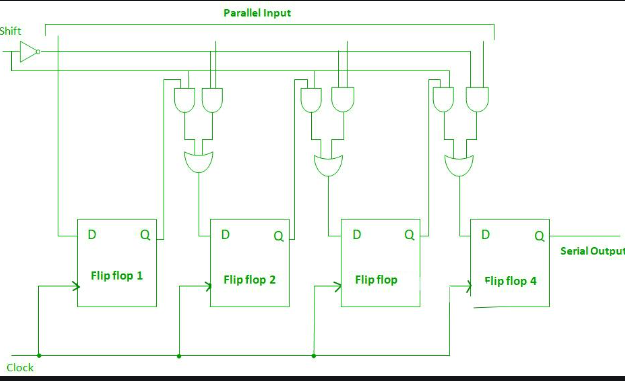 Parallel Input
Shift
D Q
Flip flop 1
D Q
Flip flop 2
D Q
Flip flop
D Q
Flip flop 4
Serial Output
Clock